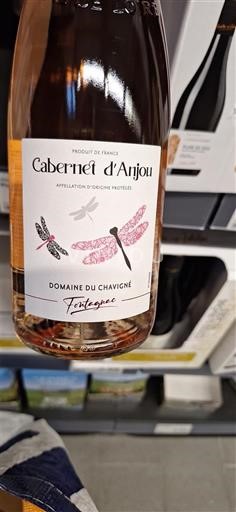 PRODUIT DE FRANCE
Cabernet d'Anjou
APPELLATION D'ORIGINE PROTÉGÉE
DOMAINE DU CHAVIGNÉ
Fontagnac